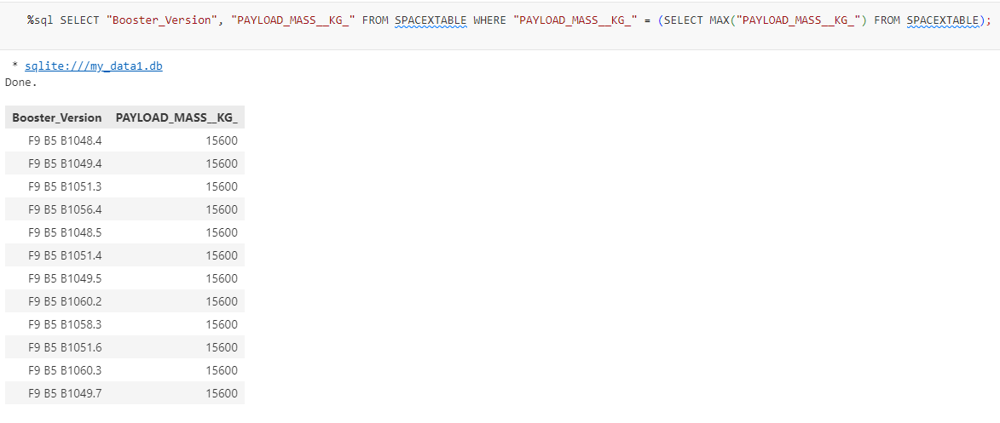 %sql SELECT "Booster_Version", "PAYLOAD_MASS__KG_" FROM SPACEXTABLE WHERE "PAYLOAD_MASS__KG_" = (SELECT MAX("PAYLOAD_MASS__KG_") FROM SPACEXTABLE);
* sqlite:///my_data1.db
Done.
Booster_Version PAYLOAD_MASS__KG_
F9 B5 B1048.4 15600
F9 B5 B1049.4 15600
F9 B5 B1051.3 15600
F9 B5 B1056.4 15600
F9 B5 B1048.5 15600
F9 B5 B1051.4 15600
F9 B5 B1049.5 15600
F9 B5 B1060.2 15600
F9 B5 B1058.3 15600
F9 B5 B1051.6 15600
F9 B5 B1060.3 15600
F9 B5 B1049.7 15600